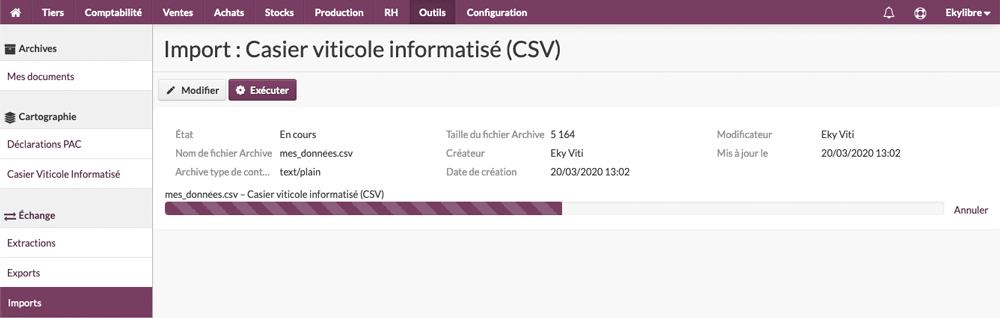 Tiers Comptabilité Ventes Achats Stocks Production RH Outils Configuration Ekylibre
Archives
Mes documents
Cartographie
Déclarations PAC
Casier Viticole Informatisé
Échange
Extractions
Exports
Imports
Import : Casier viticole informatisé (CSV)
Modifier Exécuter
État En cours Taille du fichier Archive 5 164 Modificateur Eky Viti
Nom de fichier Archive mes_données.csv Créateur Eky Viti Mis à jour le 20/03/2020 13:02
Archive type de cont... text/plain Date de création 20/03/2020 13:02
mes_données.csv – Casier viticole informatisé (CSV)
Annuler